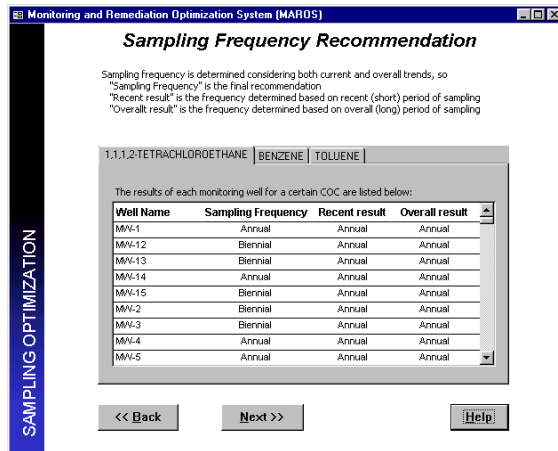 Monitoring and Remediation Optimization System (MAROS)
Sampling Frequency Recommendation
Sampling frequency is determined considering both current and overall trends, so
"Sampling Frequency" is the final recommendation
"Recent result" is the frequency determined based on recent (short) period of sampling
"Overallt result" is the frequency determined based on overall (long) period of sampling
1,1,1,2-TETRACHLOROETHANE BENZENE TOLUENE
The results of each monitoring well for a certain COC are listed below:
Well Name Sampling Frequency Recent result Overall result
MW-1 Annual Annual Annual
MW-12 Biennial Annual Annual
MW-13 Biennial Annual Annual
MW-14 Annual Annual Annual
MW-15 Biennial Annual Annual
MW-2 Biennial Annual Annual
MW-3 Biennial Annual Annual
MW-4 Annual Annual Annual
MW-5 Annual Annual Annual
SAMPLING OPTIMIZATION
<< Back Next >> Help